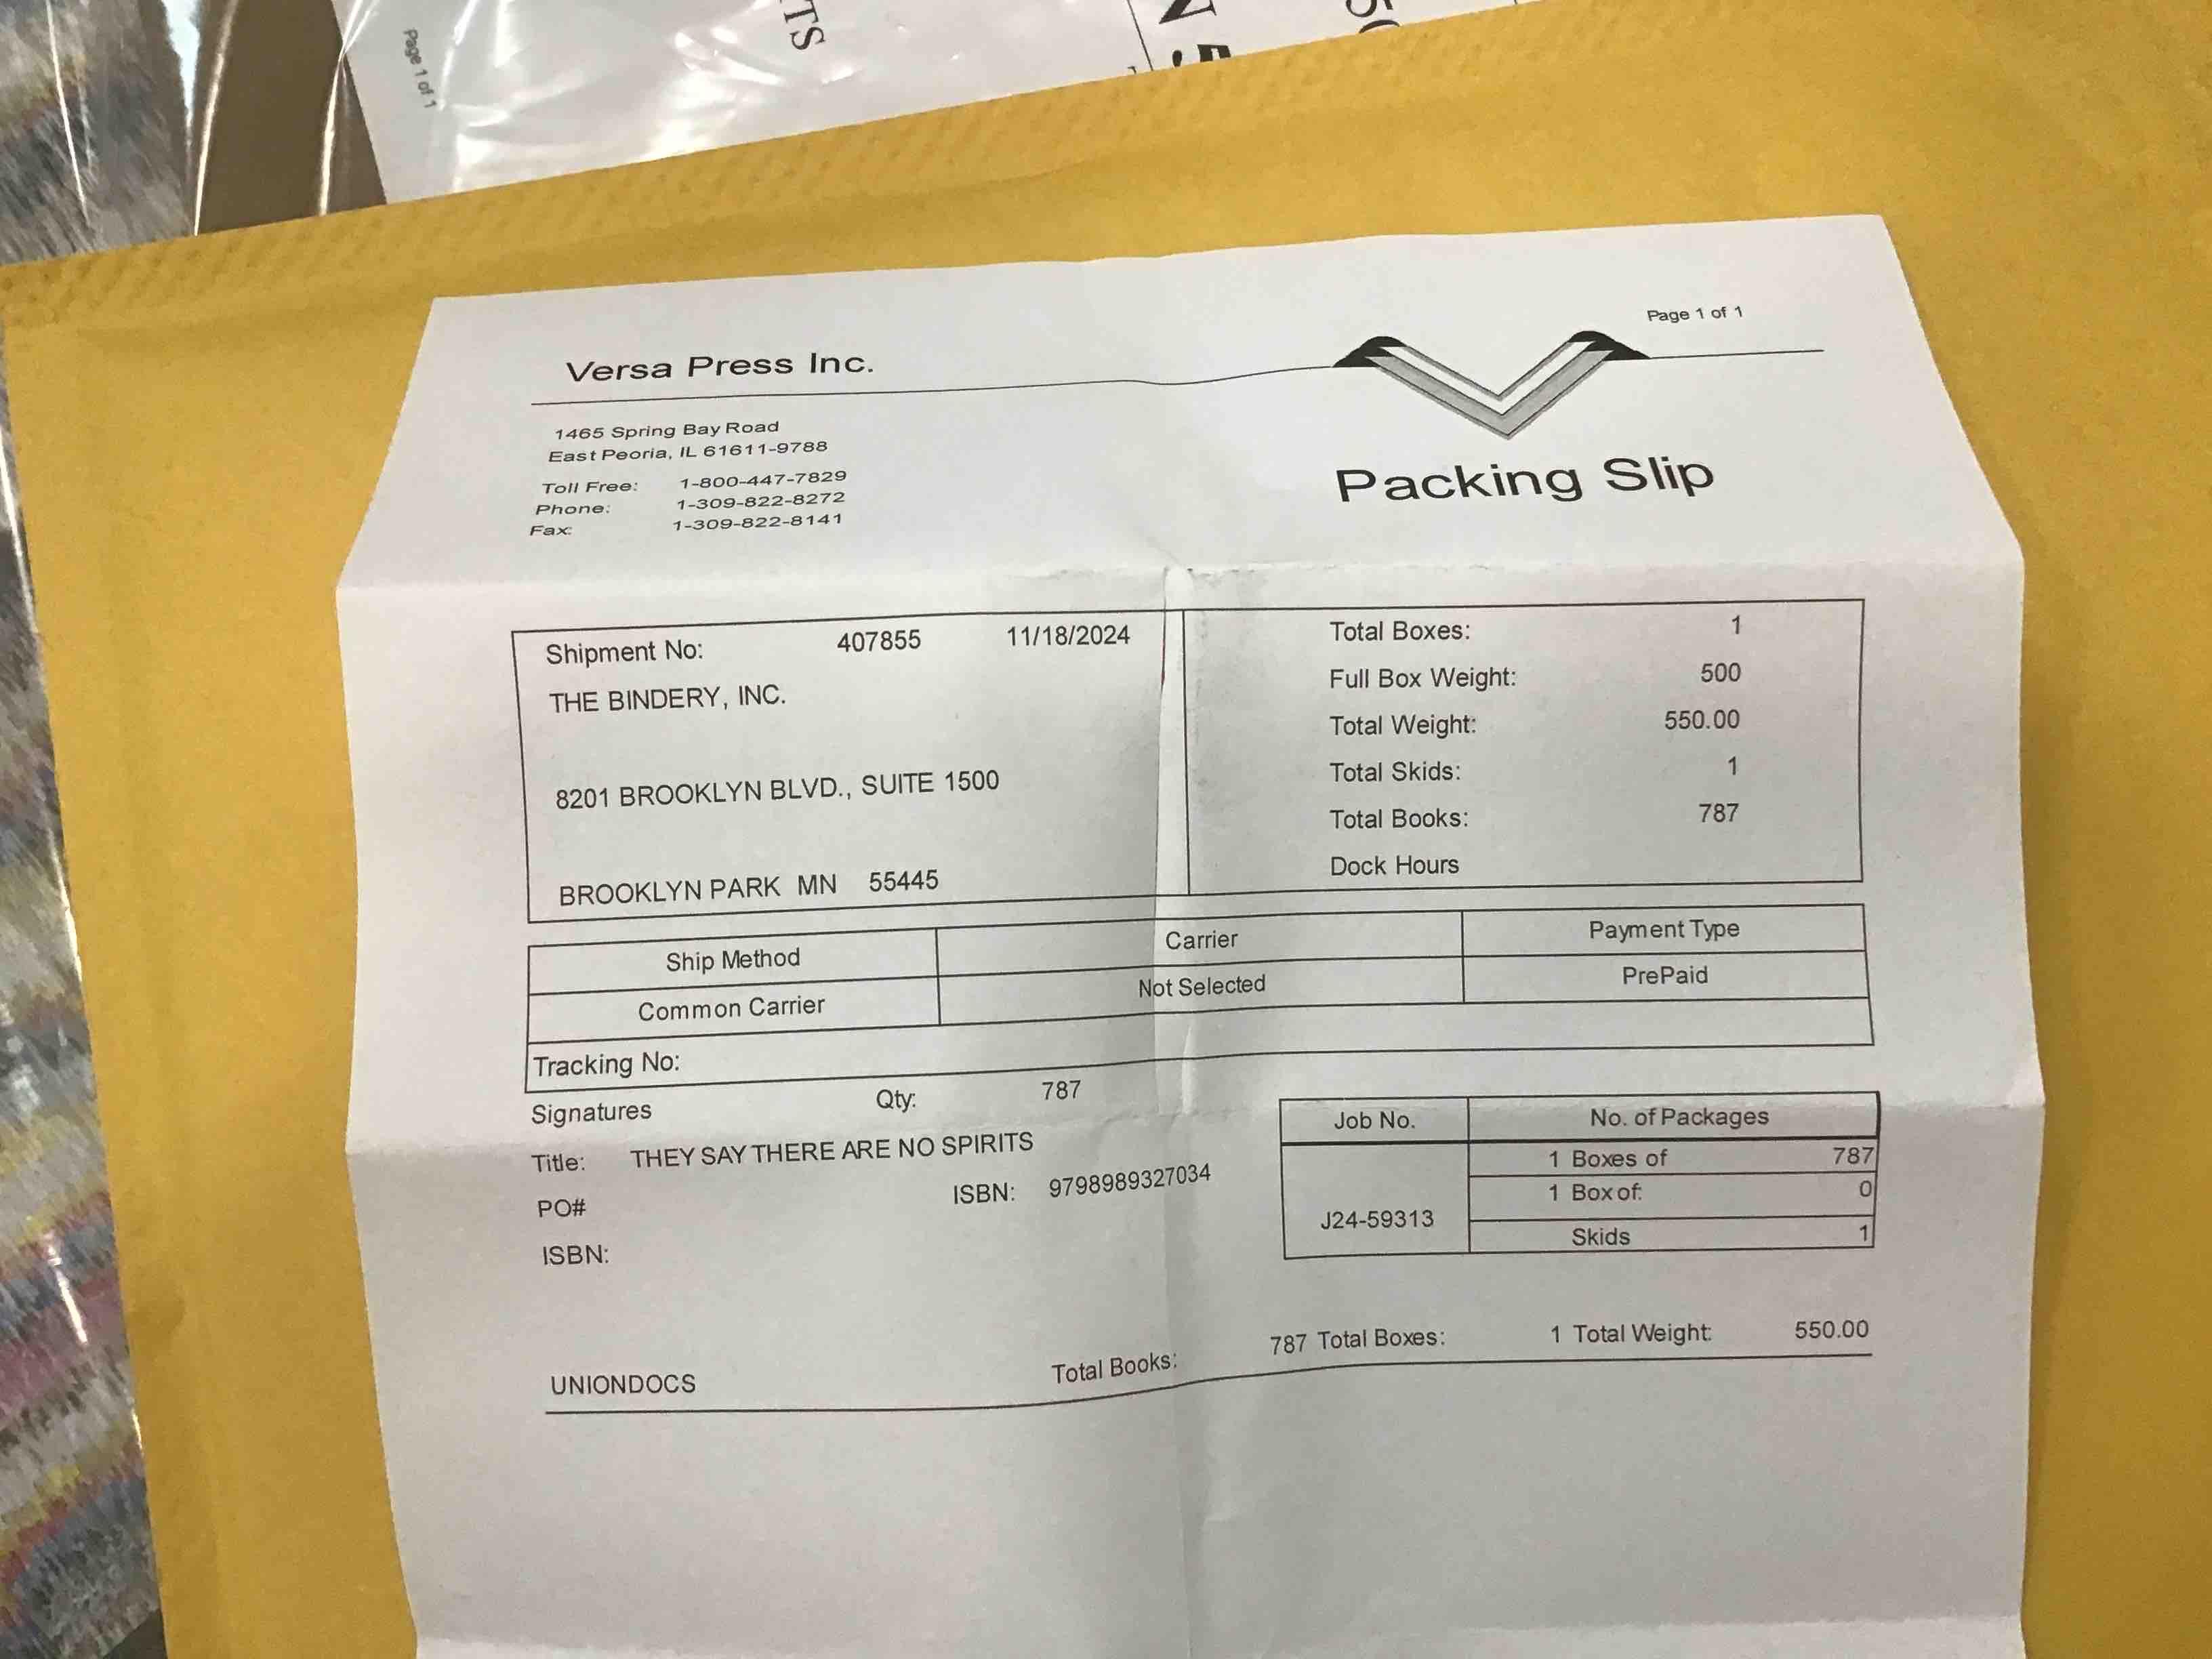 Page 1 of 1
TS
Page 1 of 1
Versa Press Inc.
1465 Spring Bay Road
East Peoria, IL 61611-9788
Toll Free: 1-800-447-7829
Phone: 1-309-822-8272
Fax: 1-309-822-8141
Packing Slip
Shipment No: 407855 11/18/2024
THE BINDERY, INC.
8201 BROOKLYN BLVD., SUITE 1500
BROOKLYN PARK MN 55445
Total Boxes: 1
Full Box Weight: 500
Total Weight: 550.00
Total Skids: 1
Total Books: 787
Dock Hours
Ship Method Carrier Payment Type
Common Carrier Not Selected PrePaid
Tracking No:
Signatures Qty: 787
Title: THEY SAY THERE ARE NO SPIRITS
PO# ISBN: 9798989327034
ISBN:
Job No. No. of Packages
1 Boxes of 787
1 Box of: 0
J24-59313
Skids 1
UNIONDOCS Total Books: 787 Total Boxes: 1 Total Weight: 550.00